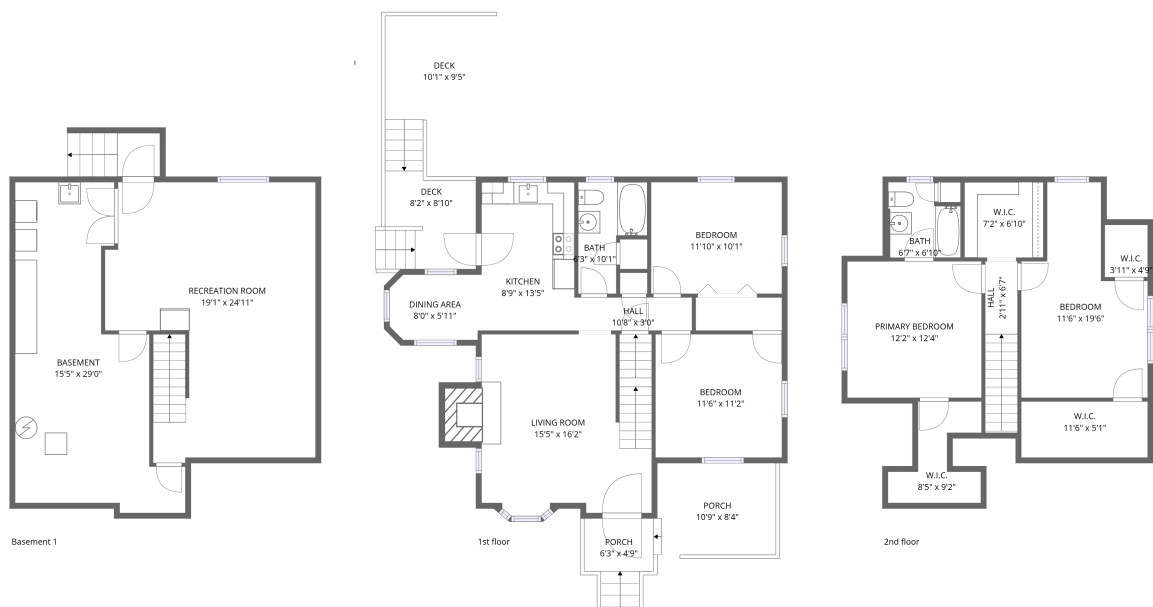 RECREATION ROOM
19'1" x 24'11"
BASEMENT
15'5" x 29'0"
Basement 1
DECK
10'1" x 9'5"
DECK
8'2" x 8'10"
BATH
6'3" x 10'1"
BEDROOM
11'10" x 10'1"
KITCHEN
8'9" x 13'5"
DINING AREA
8'0" x 5'11"
HALL
10'8" x 3'0"
BEDROOM
11'6" x 11'2"
LIVING ROOM
15'5" x 16'2"
PORCH
10'9" x 8'4"
PORCH
6'3" x 4'9"
1st floor
W.I.C.
7'2" x 6'10"
BATH
6'7" x 6'10"
W.I.C.
3'11" x 4'9"
HALL
2'11" x 6'7"
BEDROOM
11'6" x 19'6"
PRIMARY BEDROOM
12'2" x 12'4"
W.I.C.
11'6" x 5'1"
W.I.C.
8'5" x 9'2"
2nd floor